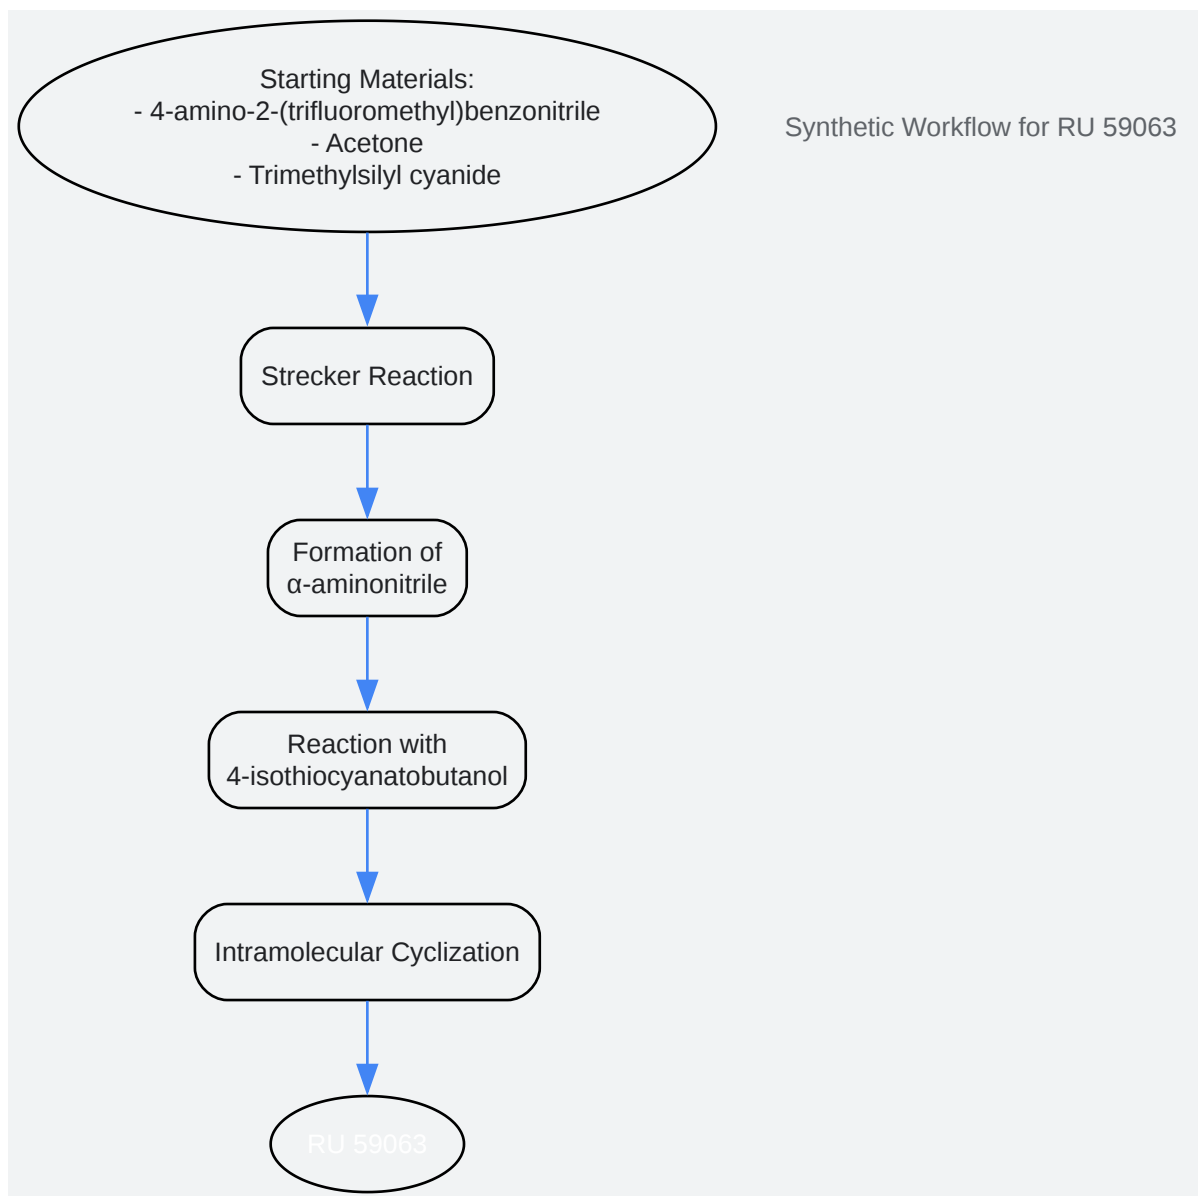 Starting Materials:
- 4-amino-2-(trifluoromethyl)benzonitrile
- Acetone
- Trimethylsilyl cyanide
Synthetic Workflow for RU 59063
Strecker Reaction
Formation of
α-aminonitrile
Reaction with
4-isothiocyanatobutanol
Intramolecular Cyclization
RU 59063